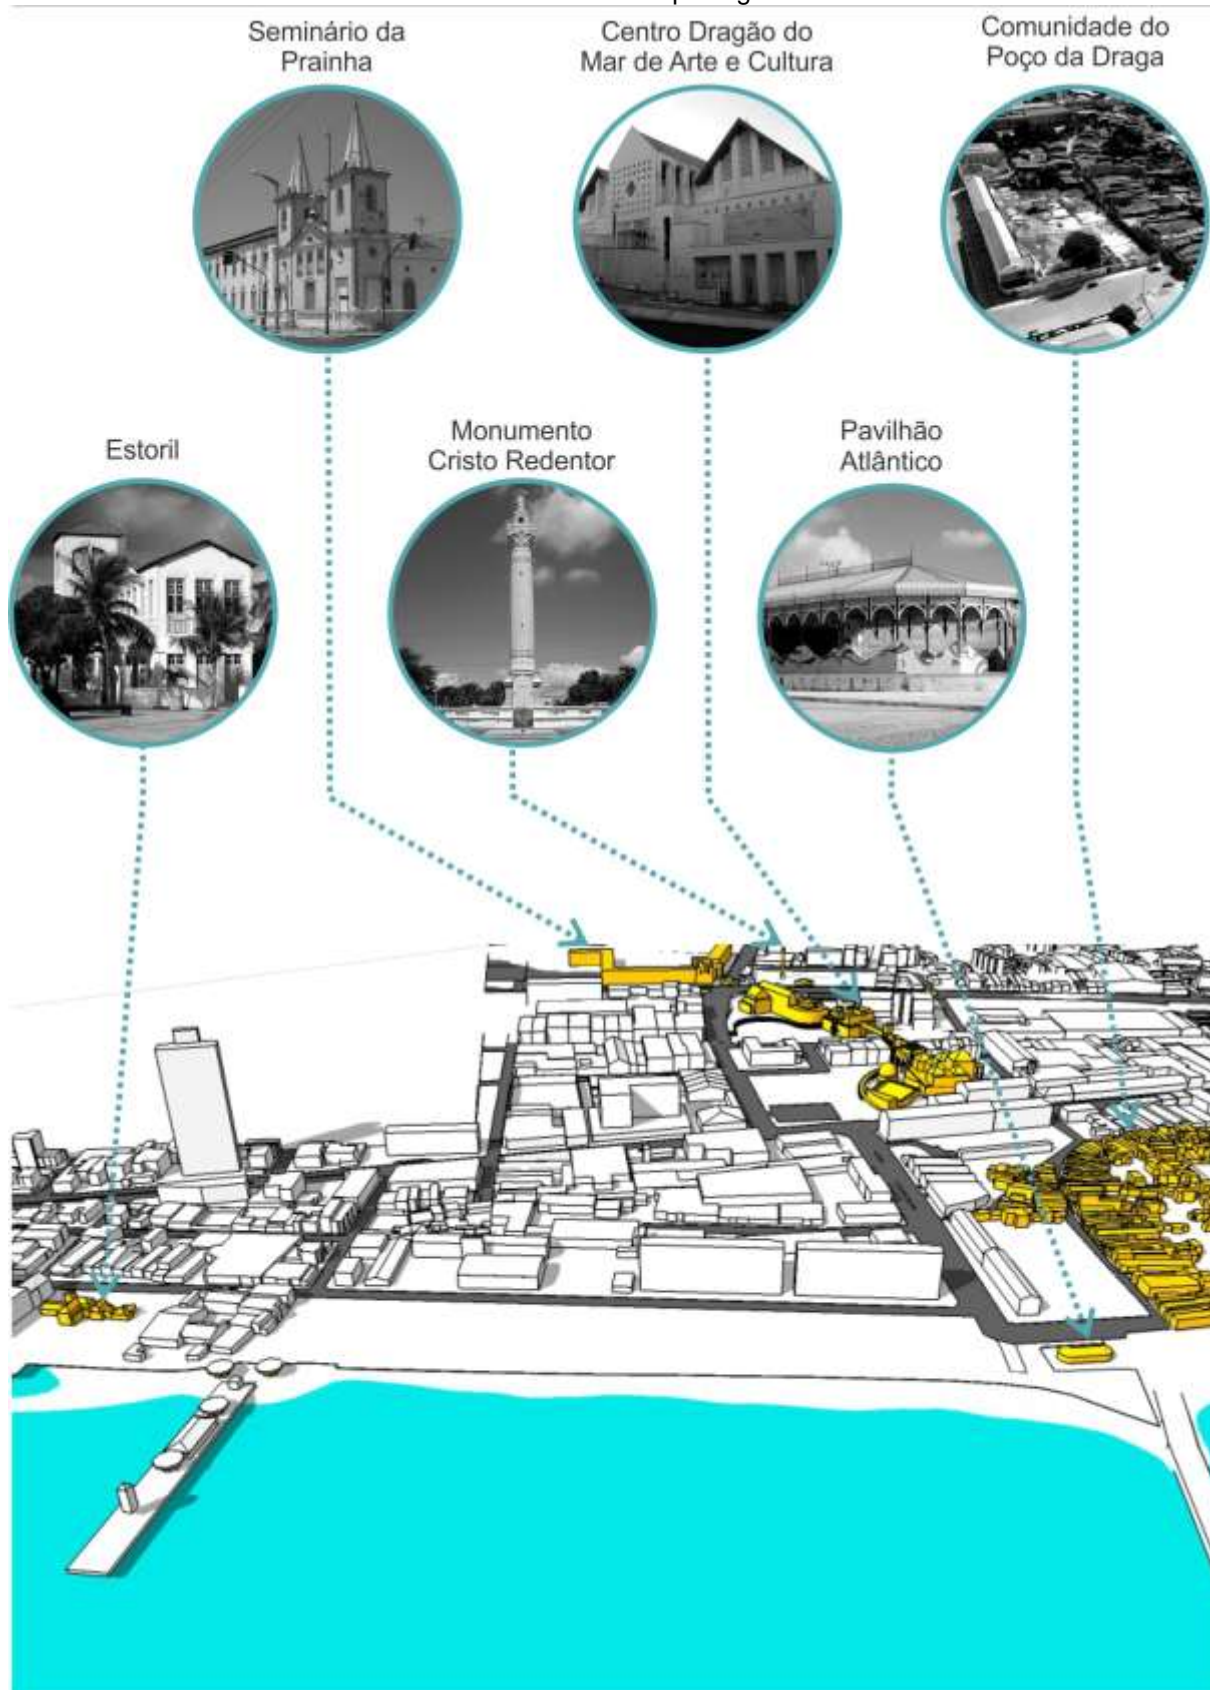 Seminário da
Prainha
Centro Dragão do
Mar de Arte e Cultura
Comunidade do
Poço da Draga
Estoril
Monumento
Cristo Redentor
Pavilhão
Atlântico